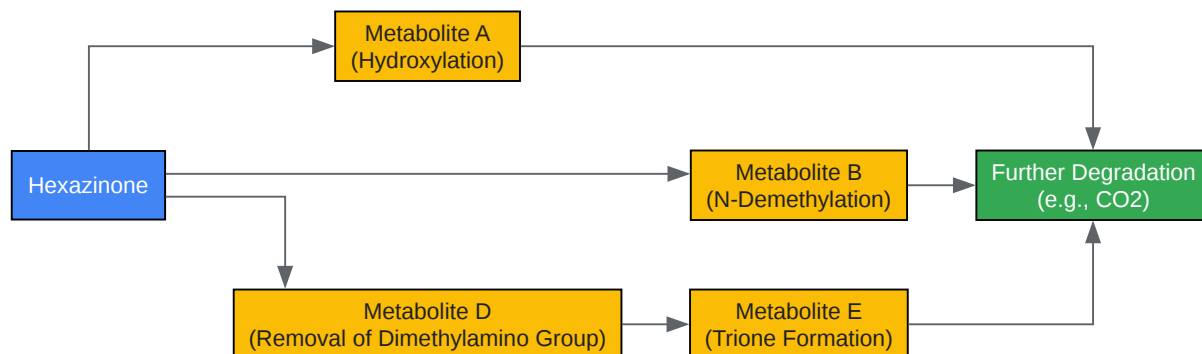 Metabolite A
(Hydroxylation)
Hexazinone
Metabolite B
(N-Demethylation)
Further Degradation
(e.g., CO2)
Metabolite D
(Removal of Dimethylamino Group)
Metabolite E
(Trione Formation)